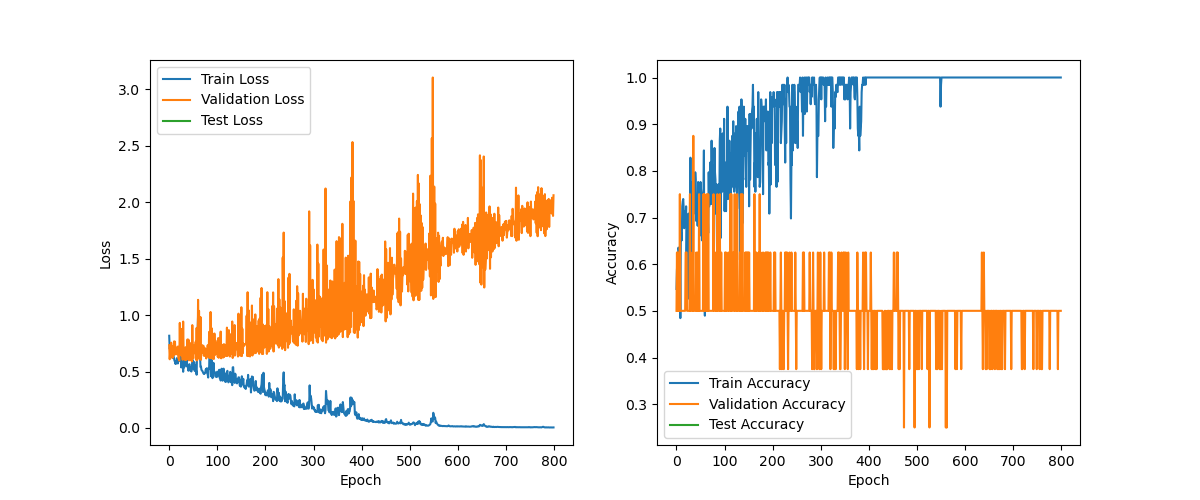 Train Loss
Validation Loss
Test Loss
3.0
2.5
2.0
1.5
1.0
0.5
0.0
Loss
0 100 200 300 400 500 600 700 800
Epoch
1.0
0.9
0.8
0.7
0.6
0.5
0.4
0.3
Accuracy
Train Accuracy
Validation Accuracy
Test Accuracy
0 100 200 300 400 500 600 700 800
Epoch